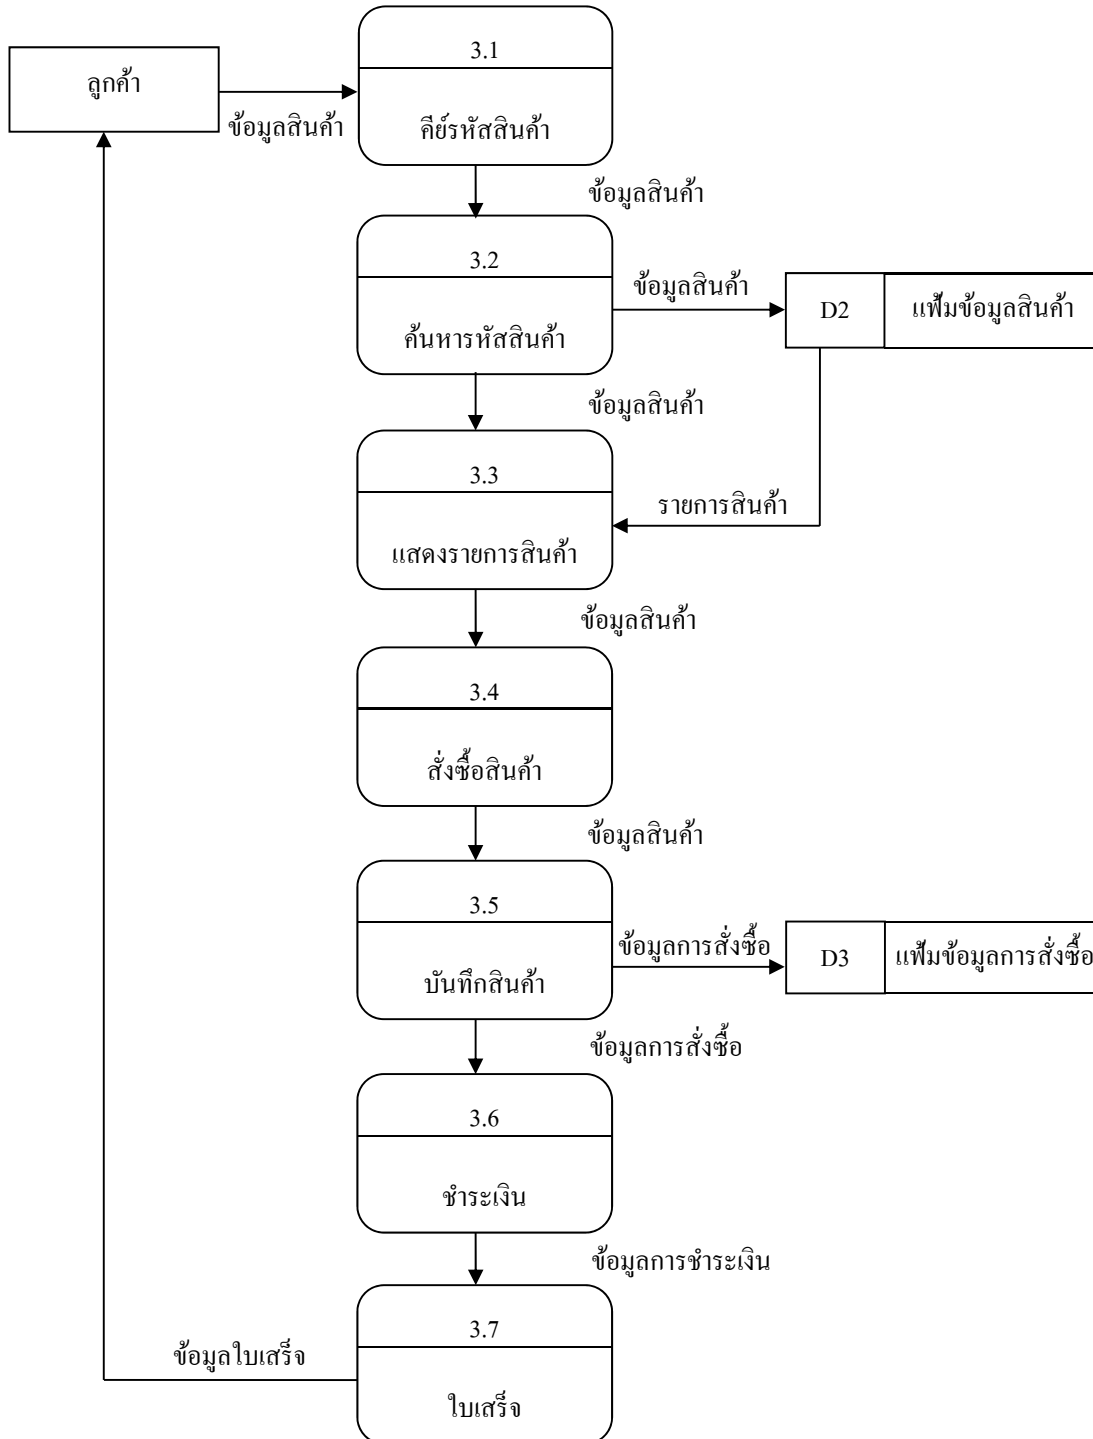 3.1
ลูกค้า
ข้อมูลสินค้า
คีย์รหัสสินค้า
ข้อมูลสินค้า
3.2
ข้อมูลสินค้า
D2
แฟ้มข้อมูลสินค้า
ค้นหารหัสสินค้า
ข้อมูลสินค้า
3.3
รายการสินค้า
แสดงรายการสินค้า
ข้อมูลสินค้า
3.4
สั่งซื้อสินค้า
ข้อมูลสินค้า
3.5
ข้อมูลการสั่งซื้อ
D3
แฟ้มข้อมูลการสั่งซื้อ
บันทึกสินค้า
ข้อมูลการสั่งซื้อ
3.6
ชำระเงิน
ข้อมูลการชำระเงิน
3.7
ข้อมูลใบเสร็จ
ใบเสร็จ